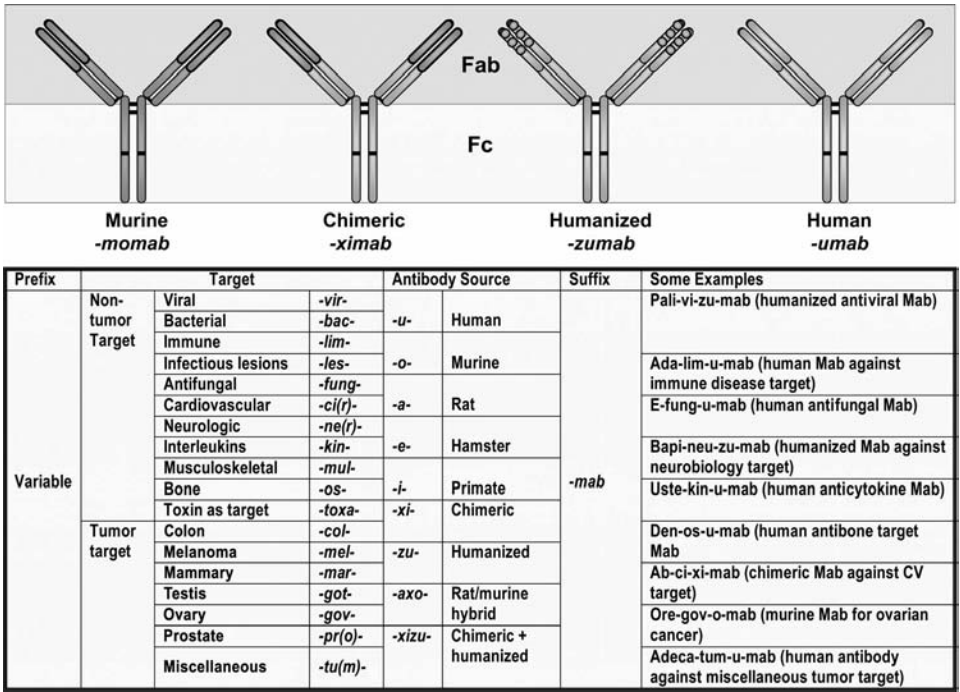 Fab
Fc
Murine
-momab
Chimeric
-ximab
Humanized
-zumab
Human
-umab
Prefix Target Antibody Source Suffix Some Examples
Variable
Non-
tumor
Target
Viral -vir-
Bacterial -bac-
Immune -lim-
Infectious lesions -les-
Antifungal -fung-
Cardiovascular -ci(r)-
Neurologic -ne(r)-
Interleukins -kin-
Musculoskeletal -mul-
Bone -os-
Toxin as target -toxa-
Tumor
target
Colon -col-
Melanoma -mel-
Mammary -mar-
Testis -got-
Ovary -gov-
Prostate -pr(o)-
Miscellaneous -tu(m)-
-u- Human
-o- Murine
-a- Rat
-e- Hamster
-i- Primate
-xi- Chimeric
-zu- Humanized
-axo- Rat/murine
hybrid
-xizu- Chimeric +
humanized
-mab
Pali-vi-zu-mab (humanized antiviral Mab)
Ada-lim-u-mab (human Mab against
immune disease target)
E-fung-u-mab (human antifungal Mab)
Bapi-neu-zu-mab (humanized Mab against
neurobiology target)
Uste-kin-u-mab (human anticytokine Mab)
Den-os-u-mab (human antibone target
Mab
Ab-ci-xi-mab (chimeric Mab against CV
target)
Ore-gov-o-mab (murine Mab for ovarian
cancer)
Adeca-tum-u-mab (human antibody
against miscellaneous tumor target)